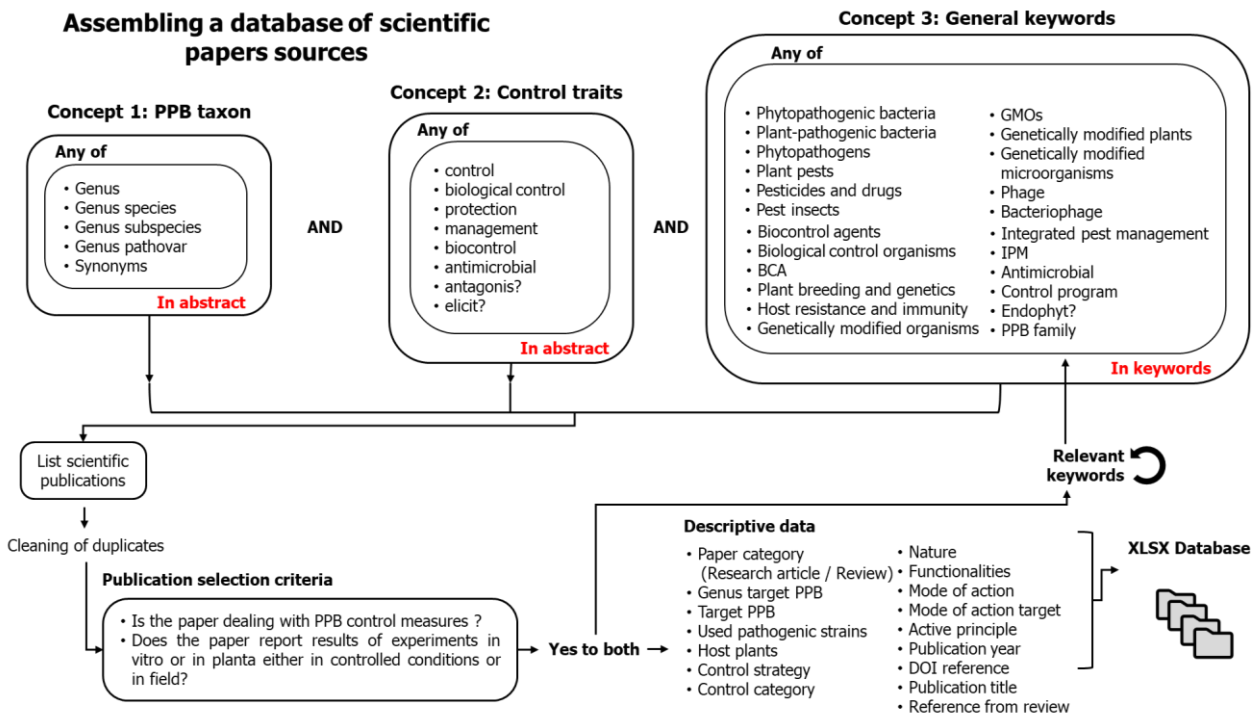 Assembling a database of scientific
papers sources
Concept 1: PPB taxon
Any of
• Genus
• Genus species
• Genus subspecies
• Genus pathovar
• Synonyms
In abstract
AND
Concept 2: Control traits
Any of
• control
• biological control
• protection
• management
• biocontrol
• antimicrobial
• antagonis?
• elicit?
In abstract
AND
Concept 3: General keywords
Any of
• Phytopathogenic bacteria
• Plant-pathogenic bacteria
• Phytopathogens
• Plant pests
• Pesticides and drugs
• Pest insects
• Biocontrol agents
• Biological control organisms
• BCA
• Plant breeding and genetics
• Host resistance and immunity
• Genetically modified organisms
• GMOs
• Genetically modified plants
• Genetically modified
microorganisms
• Phage
• Bacteriophage
• Integrated pest management
• IPM
• Antimicrobial
• Control program
• Endophyt?
• PPB family
In keywords
List scientific
publications
Cleaning of duplicates
Publication selection criteria
• Is the paper dealing with PPB control measures ?
• Does the paper report results of experiments in
vitro or in planta either in controlled conditions or
in field?
Yes to both
Relevant
keywords
Descriptive data
• Paper category
(Research article / Review)
• Genus target PPB
• Target PPB
• Used pathogenic strains
• Host plants
• Control strategy
• Control category
• Nature
• Functionalities
• Mode of action
• Mode of action target
• Active principle
• Publication year
• DOI reference
• Publication title
• Reference from review
XLSX Database